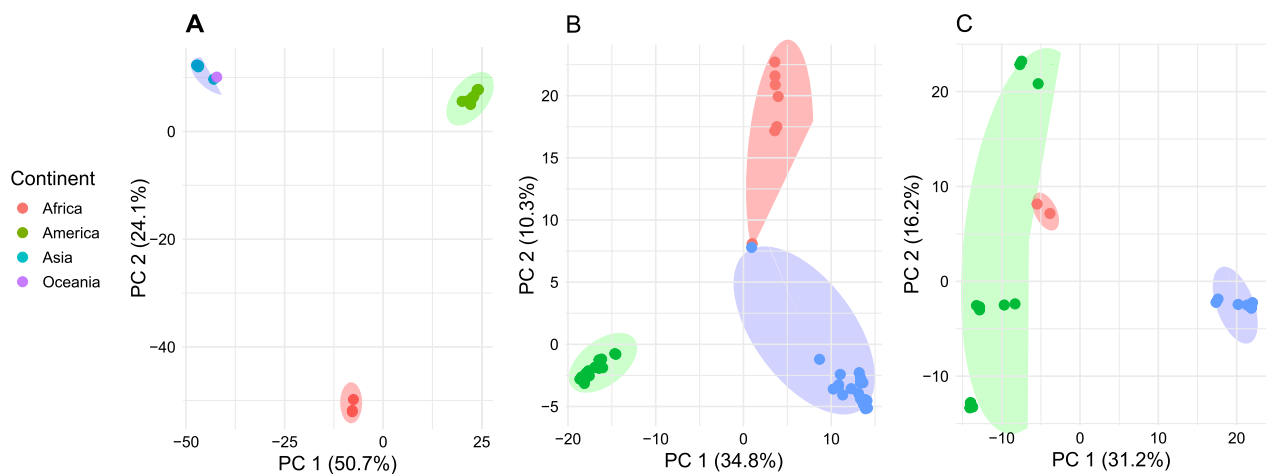 A
B
C
Continent
Africa
America
Asia
Oceania
PC 2 (24.1%)
0
−20
−40
−50
−25
0
25
PC 1 (50.7%)
PC 2 (10.3%)
20
15
10
5
0
−5
−20
−10
0
10
PC 1 (34.8%)
PC 2 (16.2%)
20
10
0
−10
−10
0
10
20
PC 1 (31.2%)